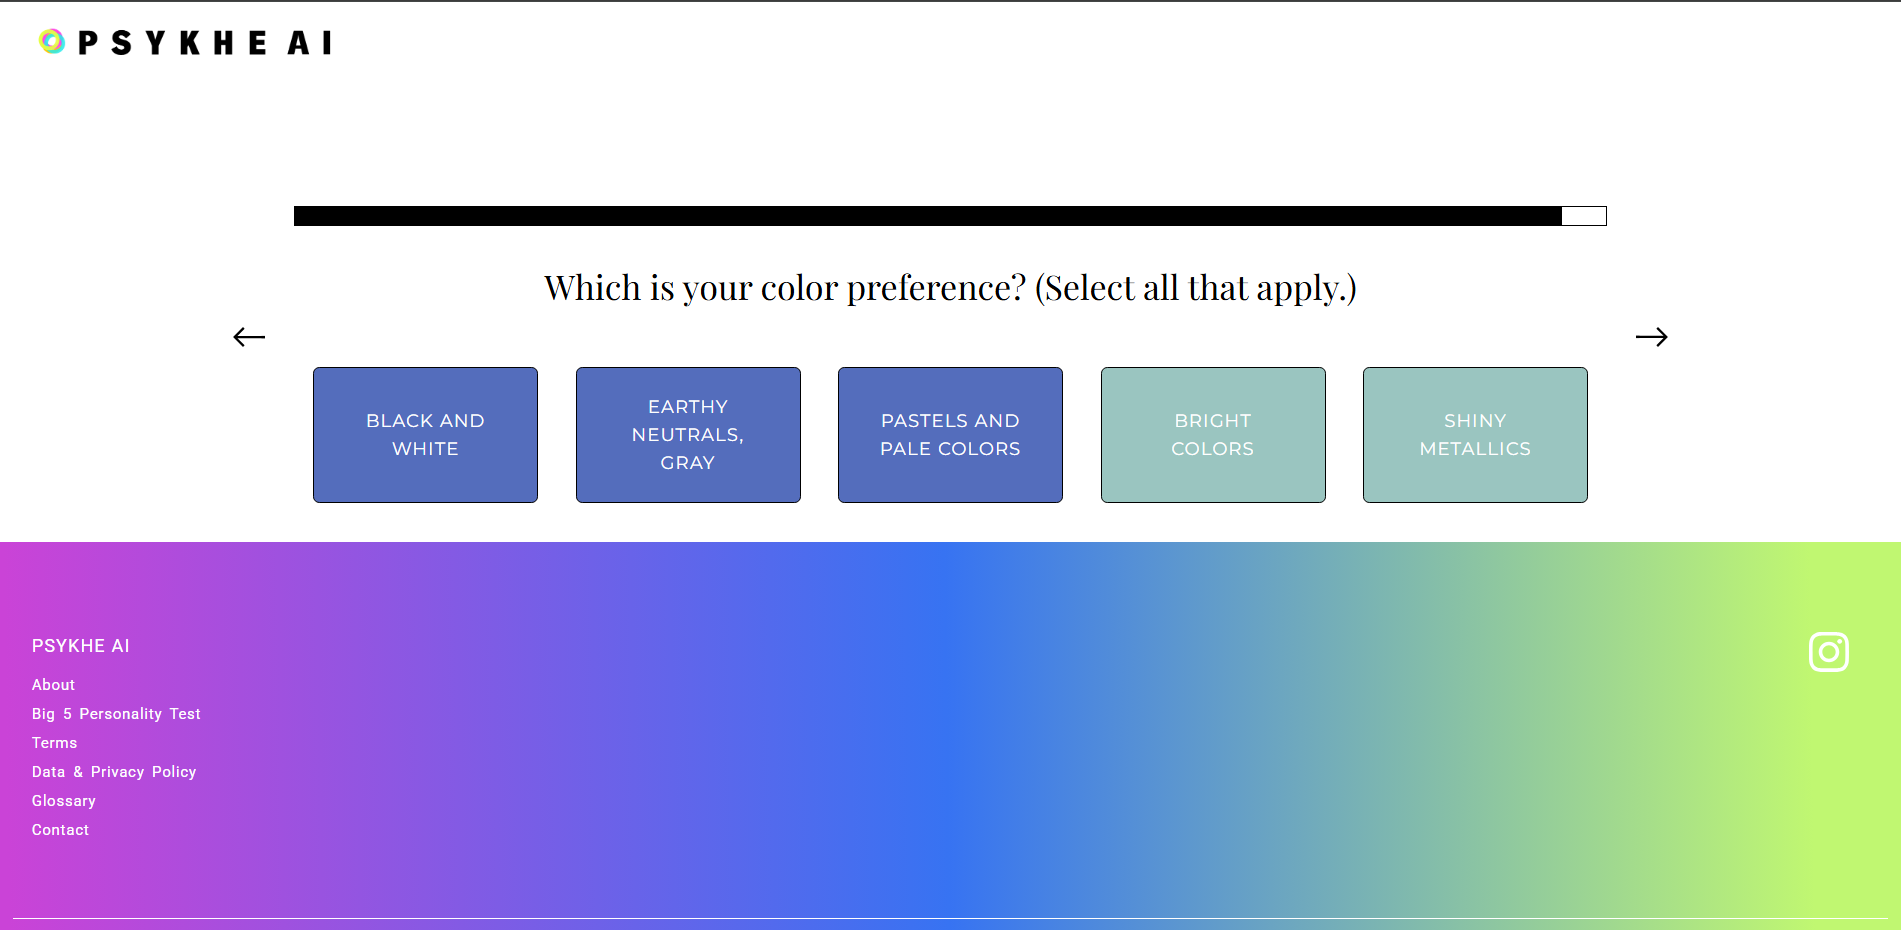 PSYKHE AI
Which is your color preference? (Select all that apply.)
BLACK AND
WHITE
EARTHY
NEUTRALS,
GRAY
PASTELS AND
PALE COLORS
BRIGHT
COLORS
SHINY
METALLICS
PSYKHE AI
About
Big 5 Personality Test
Terms
Data & Privacy Policy
Glossary
Contact